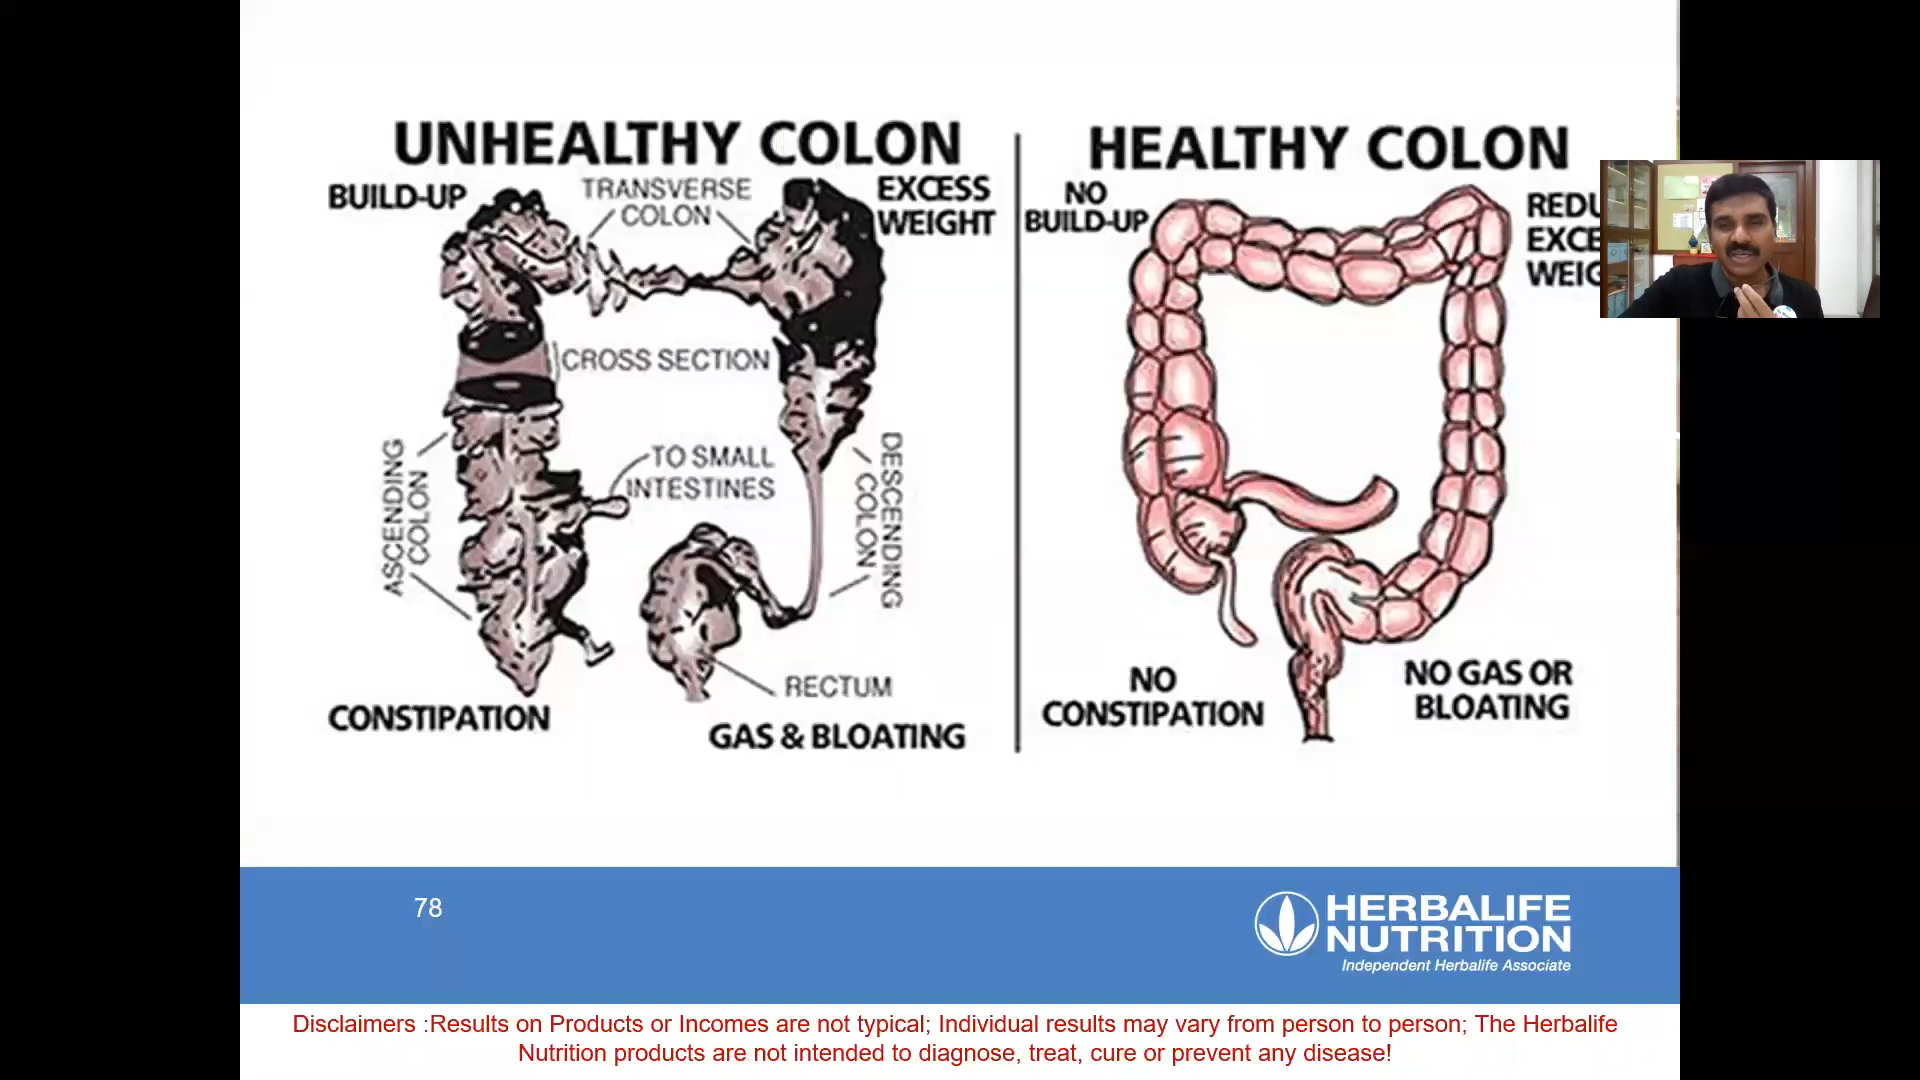 UNHEALTHY COLON
BUILD-UP
TRANSVERSE
COLON
EXCESS
WEIGHT
CROSS SECTION
TO SMALL
INTESTINES
ASCENDING
COLON
DESCENDING
COLON
RECTUM
CONSTIPATION
GAS & BLOATING
HEALTHY COLON
NO
BUILD-UP
REDU
EXCE
WEIG
NO
CONSTIPATION
NO GAS OR
BLOATING
78
HERBALIFE
NUTRITION
Independent Herbalife Associate
Disclaimers :Results on Products or Incomes are not typical; Individual results may vary from person to person; The Herbalife
Nutrition products are not intended to diagnose, treat, cure or prevent any disease!